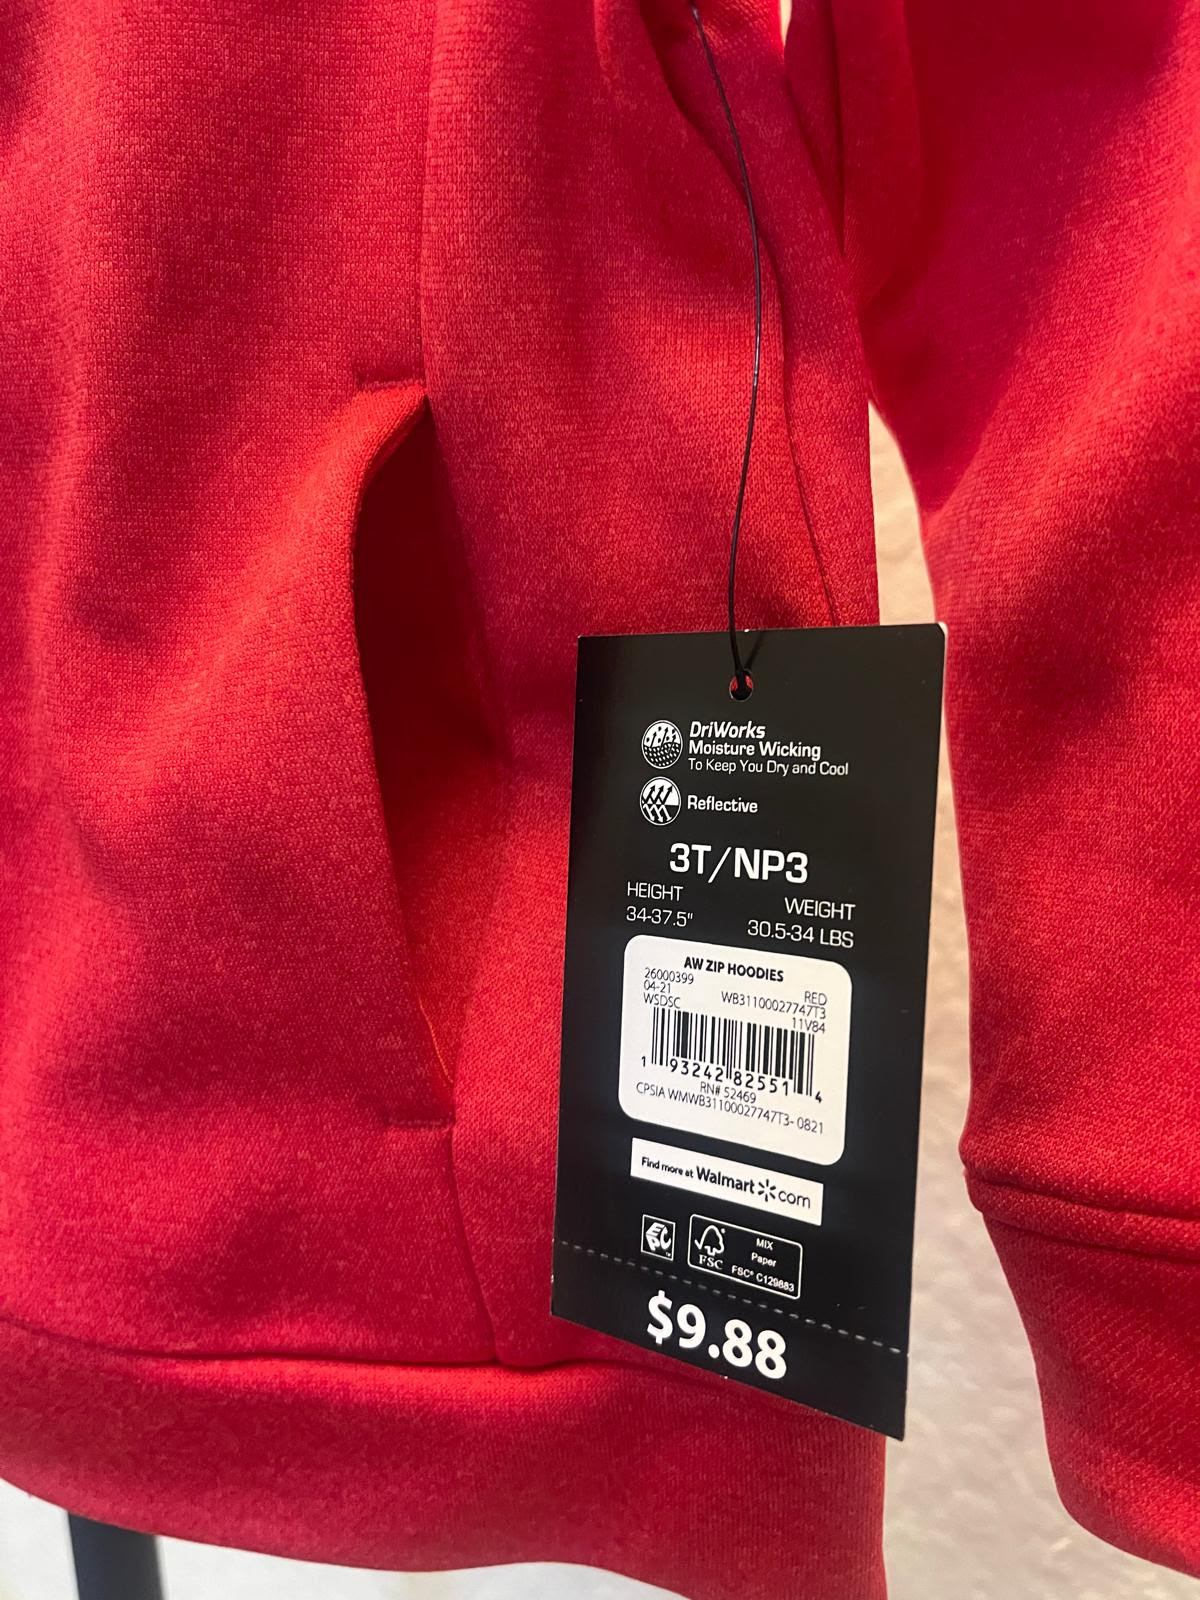 DriWorks
Moisture Wicking
To Keep You Dry and Cool
Reflective
3T/NP3
HEIGHT
34-37.5"
WEIGHT
30.5-34 LBS
AW ZIP HOODIES
26000399 RED
04-21 WB31100027747T3
WSDSC 11V84
1 93242 82551 4
RN# 52469
CPSIA WMWB31100027747T3- 0821
Find more at Walmart.com
EPC
FSC
MIX
Paper
FSC® C129883
$9.88